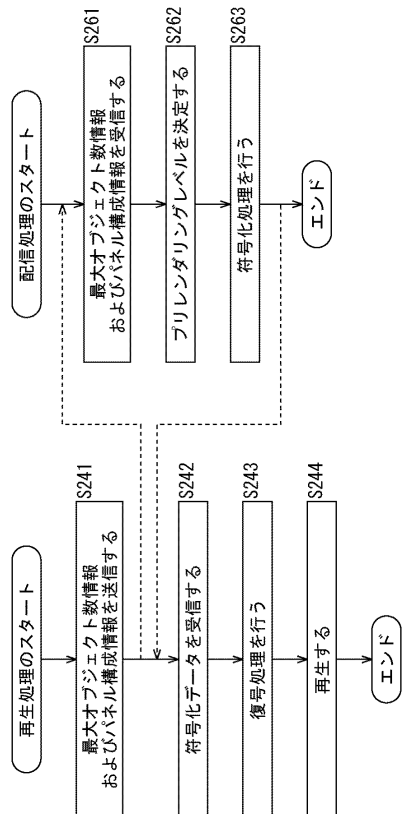 再生処理のスタート
S241
最大オブジェクト数情報
およびパネル構成情報を送信する
S242
符号化データを受信する
S243
復号処理を行う
S244
再生する
エンド
配信処理のスタート
S261
最大オブジェクト数情報
およびパネル構成情報を受信する
S262
プリレンダリングレベルを決定する
S263
符号化処理を行う
エンド